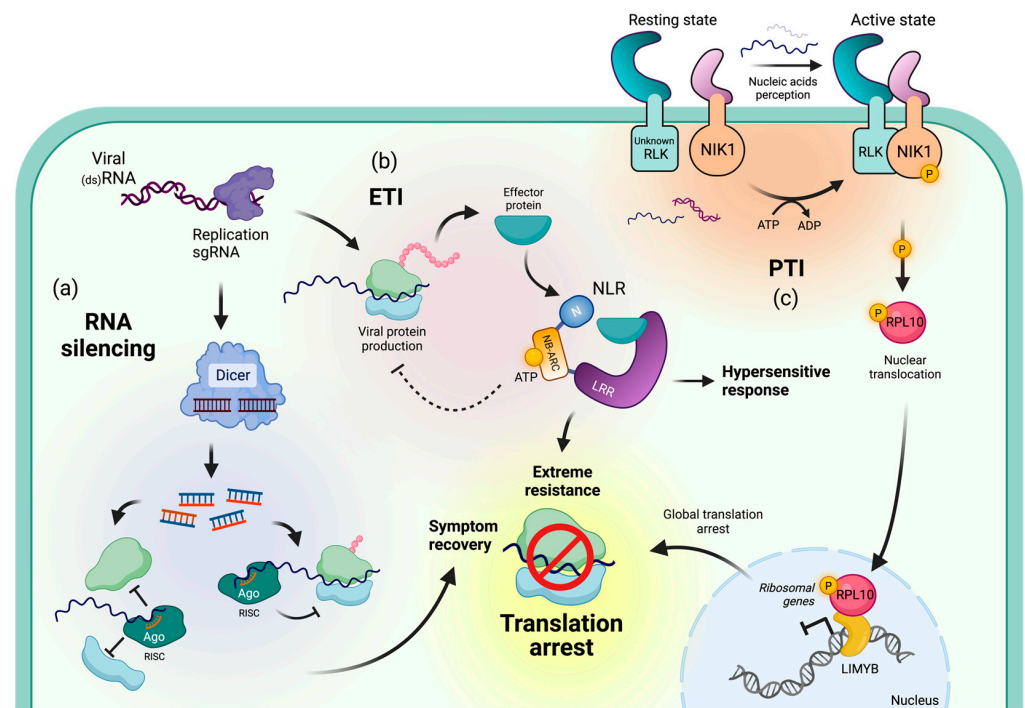 Resting state
Active state
Nucleic acids
perception
Unknown
RLK
NIK1
RLK
NIK1
P
ATP
ADP
PTI
(c)
P
P
RPL10
Nuclear
translocation
Viral
(ds)RNA
Replication
sgRNA
(a)
RNA
silencing
Dicer
Ago
RISC
Ago
RISC
(b)
ETI
Effector
protein
Viral protein
production
NLR
N
NB-ARC
ATP
LRR
Hypersensitive
response
Extreme
resistance
Symptom
recovery
Translation
arrest
Global translation
arrest
Ribosomal
genes
P
RPL10
LIMYB
Nucleus